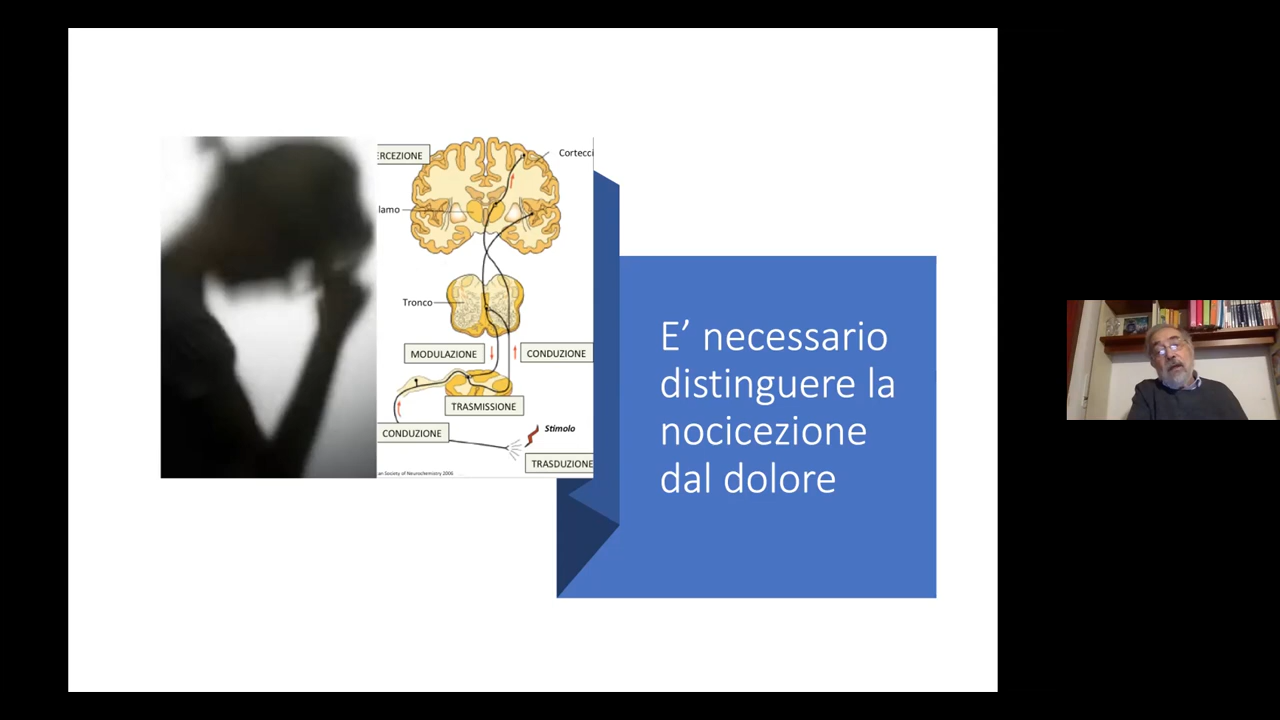 ERCEZIONE
Cortecci
lamo
Tronco
MODULAZIONE
CONDUZIONE
TRASMISSIONE
CONDUZIONE
Stimolo
TRASDUZIONE
an Society of Neurochemistry 2006
E’ necessario
distinguere la
nocicezione
dal dolore